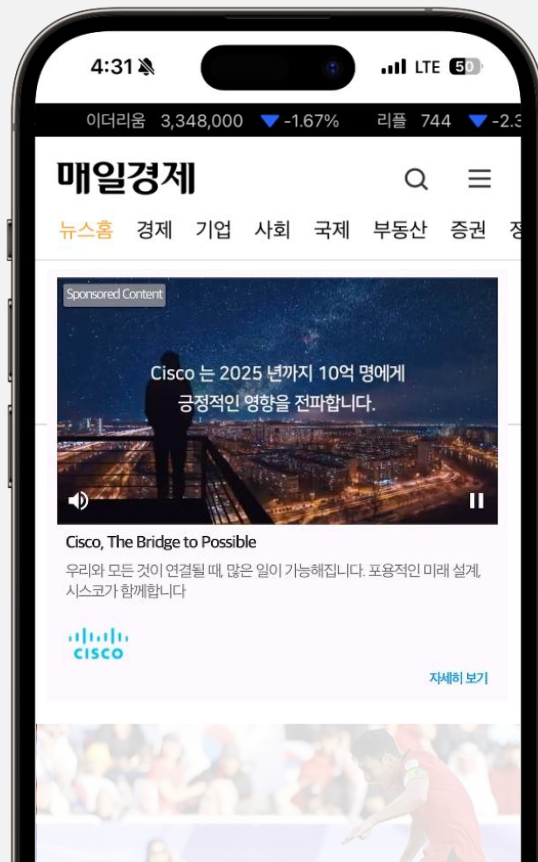 4:31 LTE 50
이더리움 3,348,000 ▼-1.67% 리플 744 ▼-2.3
매일경제
뉴스홈 경제 기업 사회 국제 부동산 증권
Sponsored Content
Cisco 는 2025 년까지 10억 명에게
긍정적인 영향을 전파합니다.
Cisco, The Bridge to Possible
우리와 모든 것이 연결될 때, 많은 일이 가능해집니다. 포용적인 미래 설계,
시스코가 함께합니다
CISCO
자세히 보기